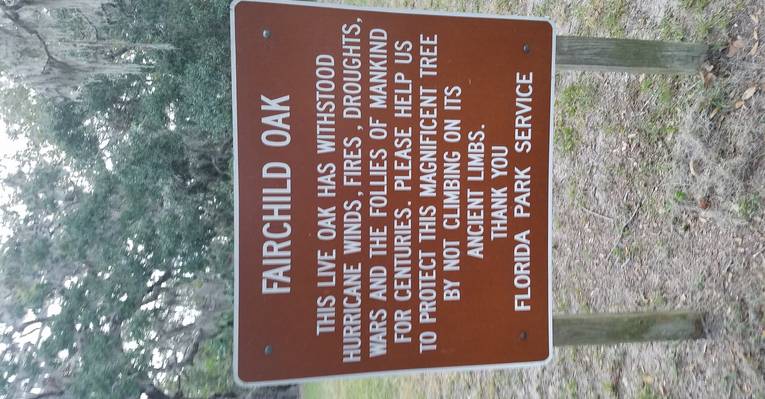 FAIRCHILD OAK
THIS LIVE OAK HAS WITHSTOOD
HURRICANE WINDS, FIRES, DROUGHTS,
WARS AND THE FOLLIES OF MANKIND
FOR CENTURIES. PLEASE HELP US
TO PROTECT THIS MAGNIFICENT TREE
BY NOT CLIMBING ON ITS
ANCIENT LIMBS.
THANK YOU
FLORIDA PARK SERVICE